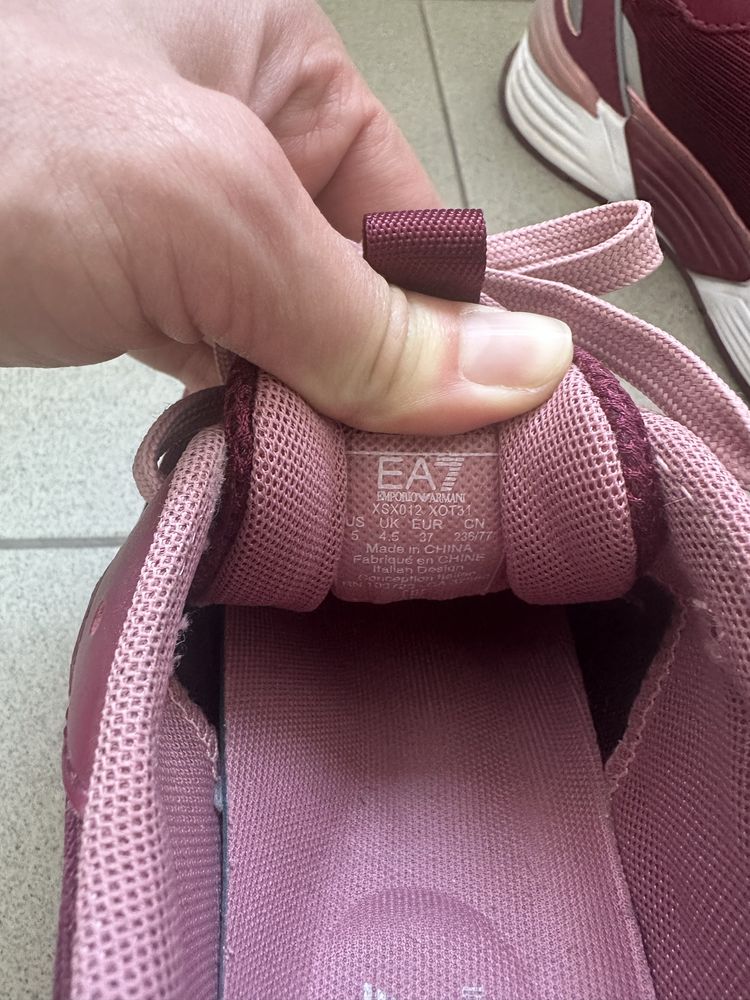 EA7
EMPORIO ARMANI
XSX012 XOT31
US UK EUR CN
5 4.5 37 236/77
Made in CHINA
Fabriqué en CHINE
Italian Design
Conception Italien